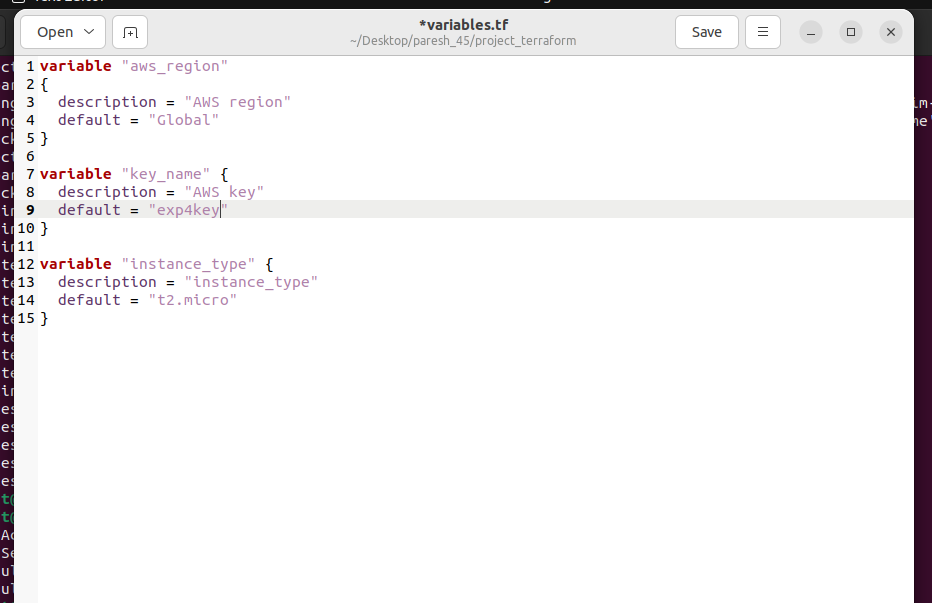 Open
*variables.tf
~/Desktop/paresh_45/project_terraform
Save
1 variable "aws_region"
2 {
3   description = "AWS region"
4   default = "Global"
5 }
6
7 variable "key_name" {
8   description = "AWS key"
9   default = "exp4key"
10 }
11
12 variable "instance_type" {
13   description = "instance_type"
14   default = "t2.micro"
15 }